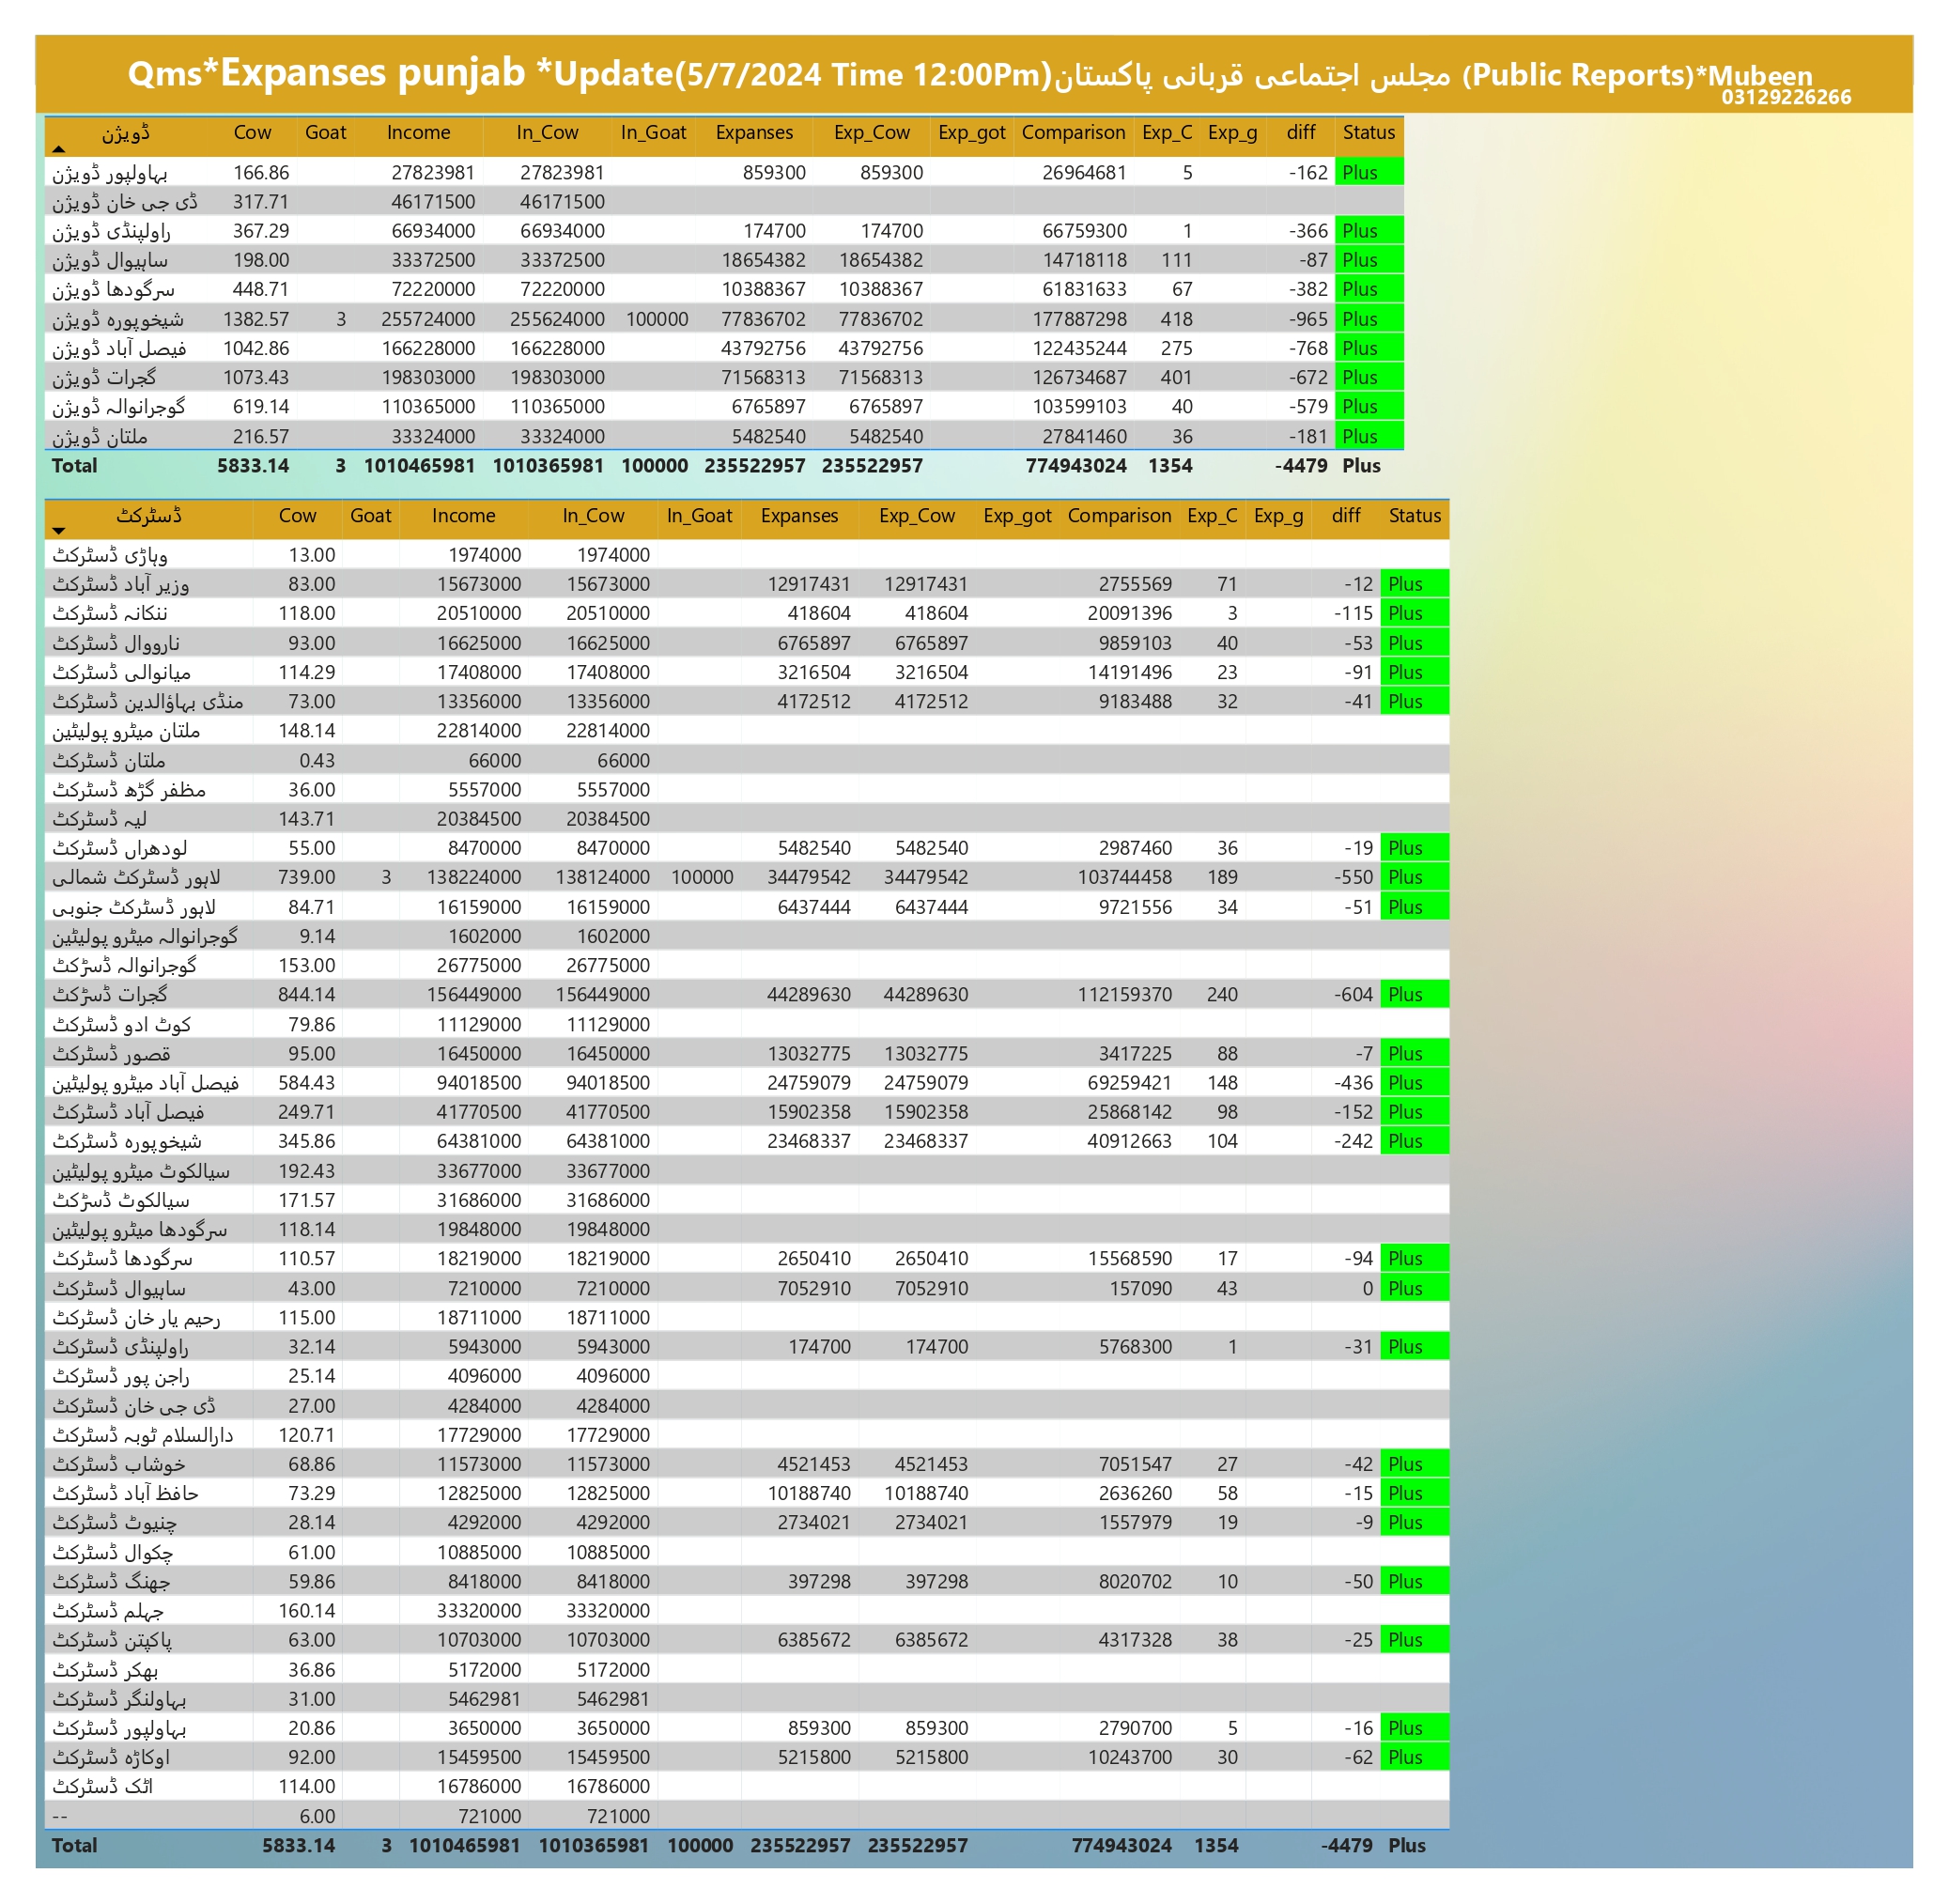 Qms*Expanses punjab *Update(5/7/2024 Time 12:00Pm)مجلس اجتماعی قربانی پاکستان (Public Reports)*Mubeen
03129226266
ڈویژن Cow Goat Income In_Cow In_Goat Expanses Exp_Cow Exp_got Comparison Exp_C Exp_g diff Status
بہاولپور ڈویژن 166.86 27823981 27823981 859300 859300 26964681 5 -162 Plus
ڈی جی خان ڈویژن 317.71 46171500 46171500
راولپنڈی ڈویژن 367.29 66934000 66934000 174700 174700 66759300 1 -366 Plus
ساہیوال ڈویژن 198.00 33372500 33372500 18654382 18654382 14718118 111 -87 Plus
سرگودھا ڈویژن 448.71 72220000 72220000 10388367 10388367 61831633 67 -382 Plus
شیخوپورہ ڈویژن 1382.57 3 255724000 255624000 100000 77836702 77836702 177887298 418 -965 Plus
فیصل آباد ڈویژن 1042.86 166228000 166228000 43792756 43792756 122435244 275 -768 Plus
گجرات ڈویژن 1073.43 198303000 198303000 71568313 71568313 126734687 401 -672 Plus
گوجرانوالہ ڈویژن 619.14 110365000 110365000 6765897 6765897 103599103 40 -579 Plus
ملتان ڈویژن 216.57 33324000 33324000 5482540 5482540 27841460 36 -181 Plus
Total 5833.14 3 1010465981 1010365981 100000 235522957 235522957 774943024 1354 -4479 Plus
ڈسٹرکٹ Cow Goat Income In_Cow In_Goat Expanses Exp_Cow Exp_got Comparison Exp_C Exp_g diff Status
وہاڑی ڈسٹرکٹ 13.00 1974000 1974000
وزیر آباد ڈسٹرکٹ 83.00 15673000 15673000 12917431 12917431 2755569 71 -12 Plus
ننکانہ ڈسٹرکٹ 118.00 20510000 20510000 418604 418604 20091396 3 -115 Plus
نارووال ڈسٹرکٹ 93.00 16625000 16625000 6765897 6765897 9859103 40 -53 Plus
میانوالی ڈسٹرکٹ 114.29 17408000 17408000 3216504 3216504 14191496 23 -91 Plus
منڈی بہاؤالدین ڈسٹرکٹ 73.00 13356000 13356000 4172512 4172512 9183488 32 -41 Plus
ملتان میٹرو پولیٹین 148.14 22814000 22814000
ملتان ڈسٹرکٹ 0.43 66000 66000
مظفر گڑھ ڈسٹرکٹ 36.00 5557000 5557000
لیہ ڈسٹرکٹ 143.71 20384500 20384500
لودھراں ڈسٹرکٹ 55.00 8470000 8470000 5482540 5482540 2987460 36 -19 Plus
لاہور ڈسٹرکٹ شمالی 739.00 3 138224000 138124000 100000 34479542 34479542 103744458 189 -550 Plus
لاہور ڈسٹرکٹ جنوبی 84.71 16159000 16159000 6437444 6437444 9721556 34 -51 Plus
گوجرانوالہ میٹرو پولیٹین 9.14 1602000 1602000
گوجرانوالہ ڈسڑکٹ 153.00 26775000 26775000
گجرات ڈسڑکٹ 844.14 156449000 156449000 44289630 44289630 112159370 240 -604 Plus
کوٹ ادو ڈسٹرکٹ 79.86 11129000 11129000
قصور ڈسٹرکٹ 95.00 16450000 16450000 13032775 13032775 3417225 88 -7 Plus
فیصل آباد میٹرو پولیٹین 584.43 94018500 94018500 24759079 24759079 69259421 148 -436 Plus
فیصل آباد ڈسٹرکٹ 249.71 41770500 41770500 15902358 15902358 25868142 98 -152 Plus
شیخوپورہ ڈسٹرکٹ 345.86 64381000 64381000 23468337 23468337 40912663 104 -242 Plus
سیالکوٹ میٹرو پولیٹین 192.43 33677000 33677000
سیالکوٹ ڈسڑکٹ 171.57 31686000 31686000
سرگودھا میٹرو پولیٹین 118.14 19848000 19848000
سرگودھا ڈسٹرکٹ 110.57 18219000 18219000 2650410 2650410 15568590 17 -94 Plus
ساہیوال ڈسٹرکٹ 43.00 7210000 7210000 7052910 7052910 157090 43 0 Plus
رحیم یار خان ڈسٹرکٹ 115.00 18711000 18711000
راولپنڈی ڈسٹرکٹ 32.14 5943000 5943000 174700 174700 5768300 1 -31 Plus
راجن پور ڈسٹرکٹ 25.14 4096000 4096000
ڈی جی خان ڈسٹرکٹ 27.00 4284000 4284000
دارالسلام ٹوبہ ڈسٹرکٹ 120.71 17729000 17729000
خوشاب ڈسٹرکٹ 68.86 11573000 11573000 4521453 4521453 7051547 27 -42 Plus
حافظ آباد ڈسٹرکٹ 73.29 12825000 12825000 10188740 10188740 2636260 58 -15 Plus
چنیوٹ ڈسٹرکٹ 28.14 4292000 4292000 2734021 2734021 1557979 19 -9 Plus
چکوال ڈسٹرکٹ 61.00 10885000 10885000
جھنگ ڈسٹرکٹ 59.86 8418000 8418000 397298 397298 8020702 10 -50 Plus
جہلم ڈسٹرکٹ 160.14 33320000 33320000
پاکپتن ڈسٹرکٹ 63.00 10703000 10703000 6385672 6385672 4317328 38 -25 Plus
بھکر ڈسٹرکٹ 36.86 5172000 5172000
بہاولنگر ڈسٹرکٹ 31.00 5462981 5462981
بہاولپور ڈسٹرکٹ 20.86 3650000 3650000 859300 859300 2790700 5 -16 Plus
اوکاڑہ ڈسٹرکٹ 92.00 15459500 15459500 5215800 5215800 10243700 30 -62 Plus
اٹک ڈسٹرکٹ 114.00 16786000 16786000
-- 6.00 721000 721000
Total 5833.14 3 1010465981 1010365981 100000 235522957 235522957 774943024 1354 -4479 Plus